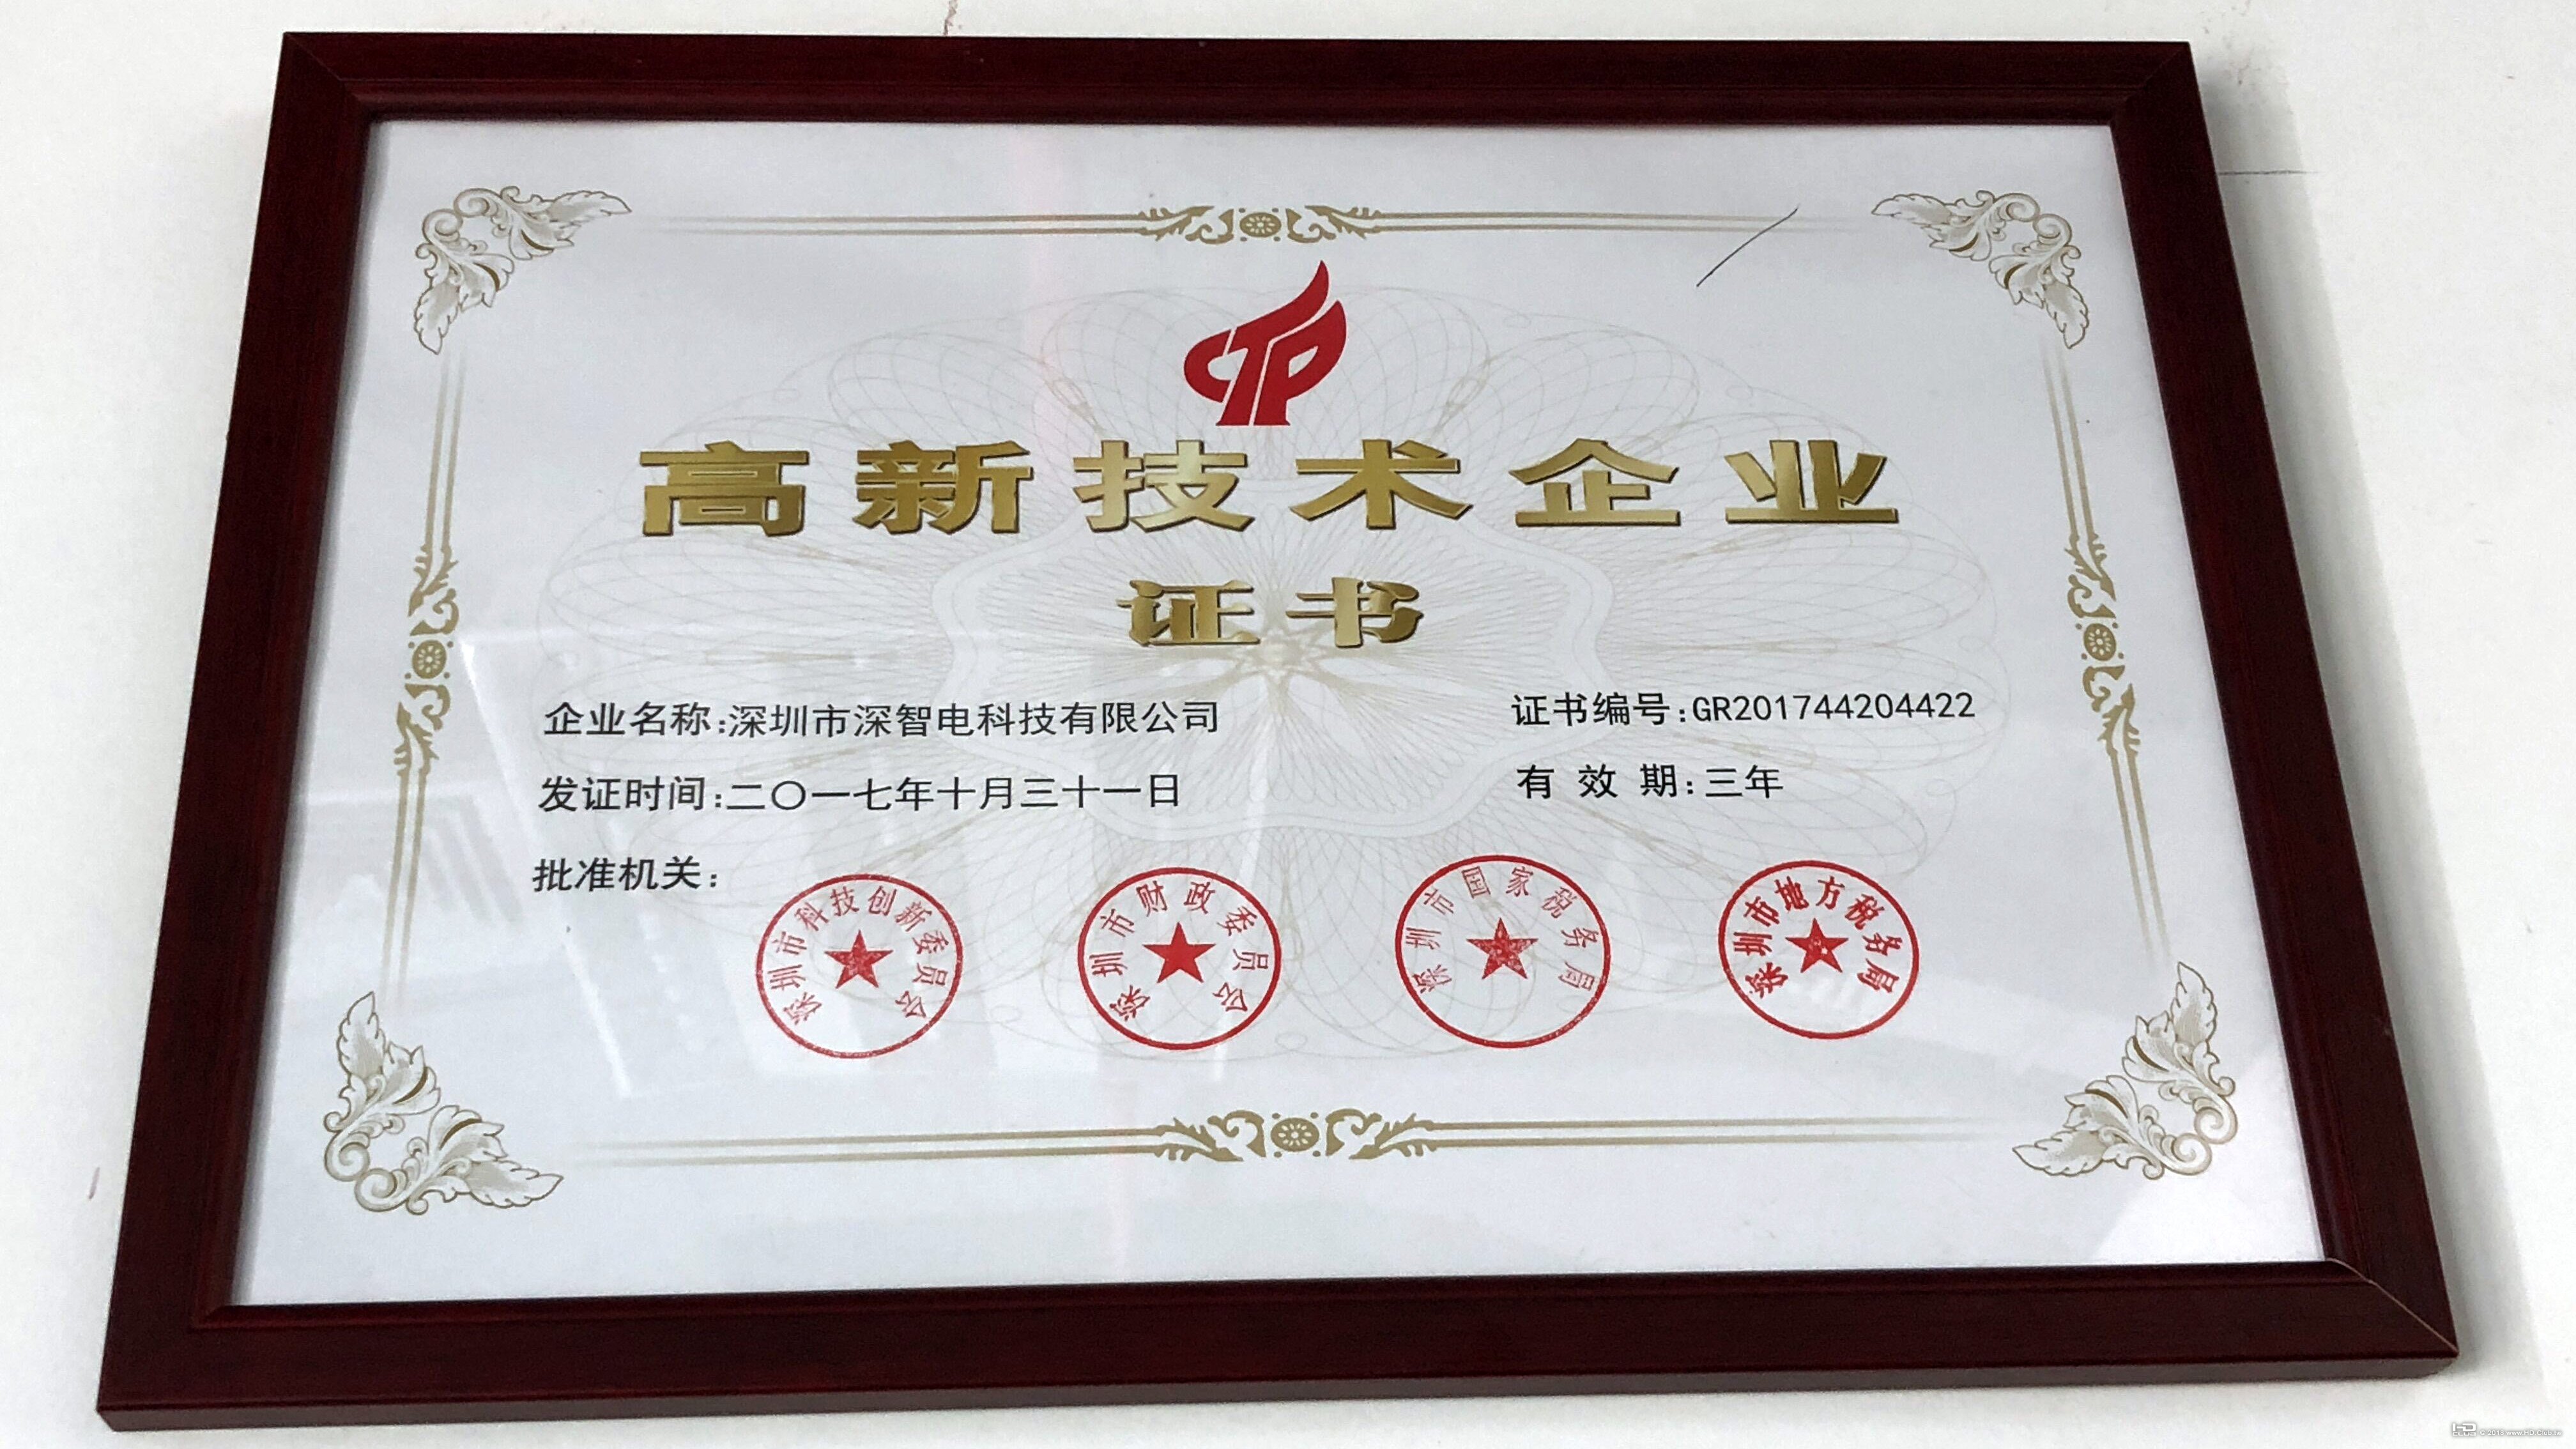 CTP
高新技术企业
证书
企业名称:深圳市深智电科技有限公司
证书编号:GR201744204422
发证时间:二〇一七年十月三十一日
有 效 期:三年
批准机关:
深圳市科技创新委员会
深圳市财政委员会
深圳市国家税务局
深圳市地方税务局